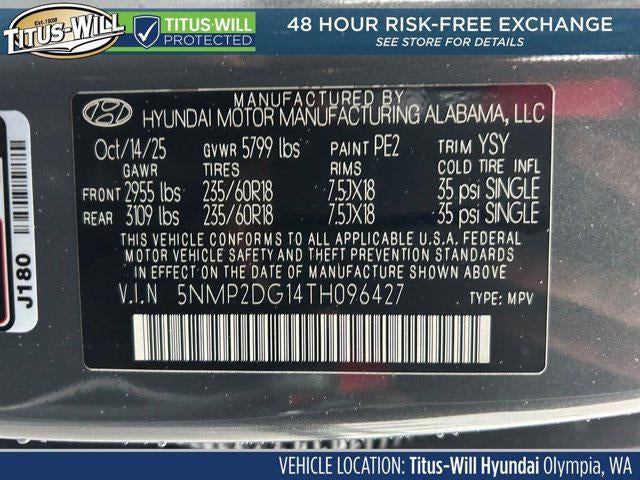 Est. 1938
TITUS-WILL
TITUS-WILL
PROTECTED
48 HOUR RISK-FREE EXCHANGE
SEE STORE FOR DETAILS
MANUFACTURED BY
HYUNDAI MOTOR MANUFACTURING ALABAMA, LLC
Oct/14/25 GVWR 5799 lbs PAINT PE2 TRIM YSY
GAWR TIRES RIMS COLD TIRE INFL
FRONT 2955 lbs 235/60R18 7.5JX18 35 psi SINGLE
REAR 3109 lbs 235/60R18 7.5JX18 35 psi SINGLE
THIS VEHICLE CONFORMS TO ALL APPLICABLE U.S.A. FEDERAL
MOTOR VEHICLE SAFETY AND THEFT PREVENTION STANDARDS
IN EFFECT ON THE DATE OF MANUFACTURE SHOWN ABOVE.
V.I.N 5NMP2DG14TH096427 TYPE: MPV
J180
VEHICLE LOCATION: Titus-Will Hyundai Olympia, WA